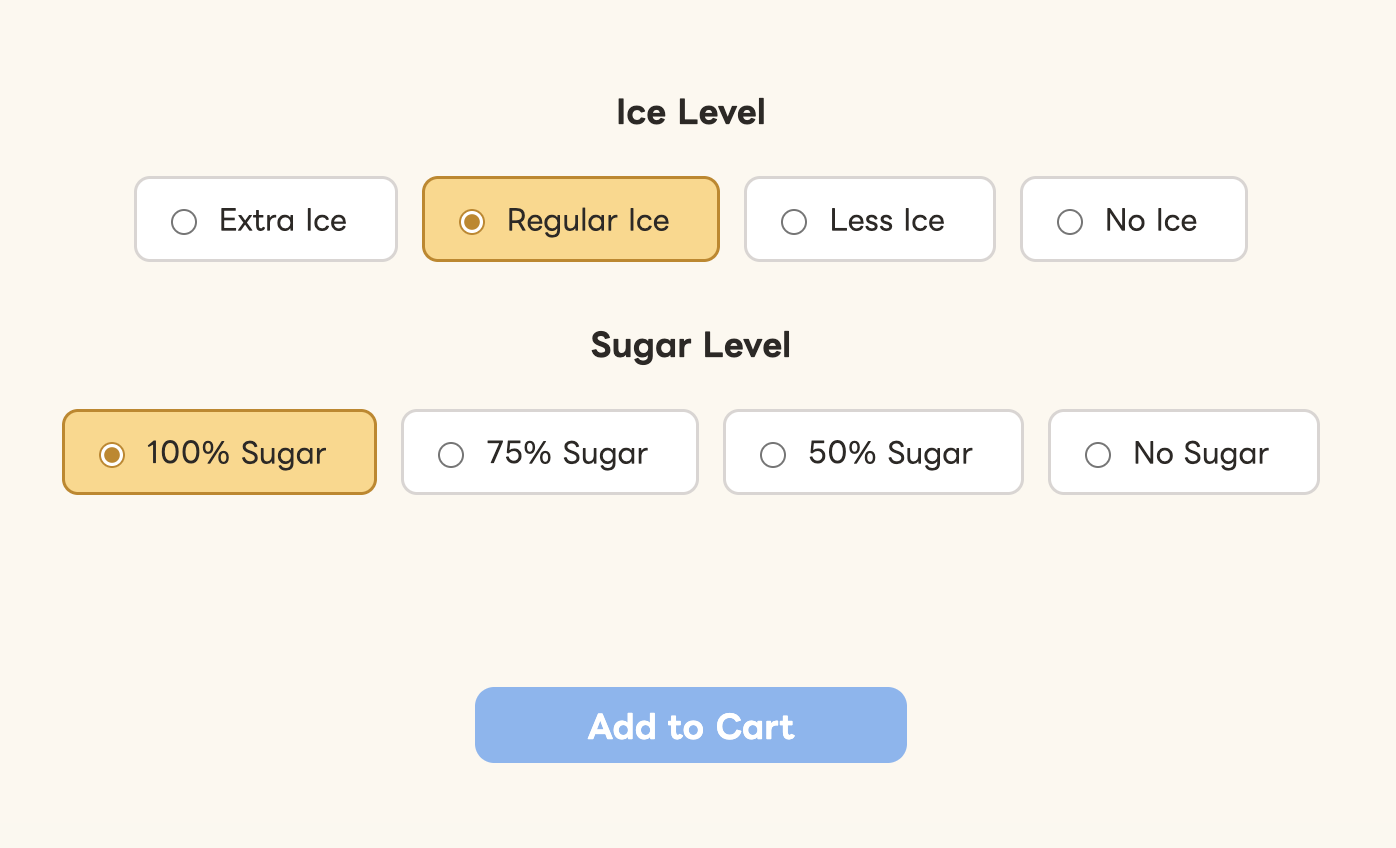 Ice Level
Extra Ice Regular Ice Less Ice No Ice
Sugar Level
100% Sugar 75% Sugar 50% Sugar No Sugar
Add to Cart